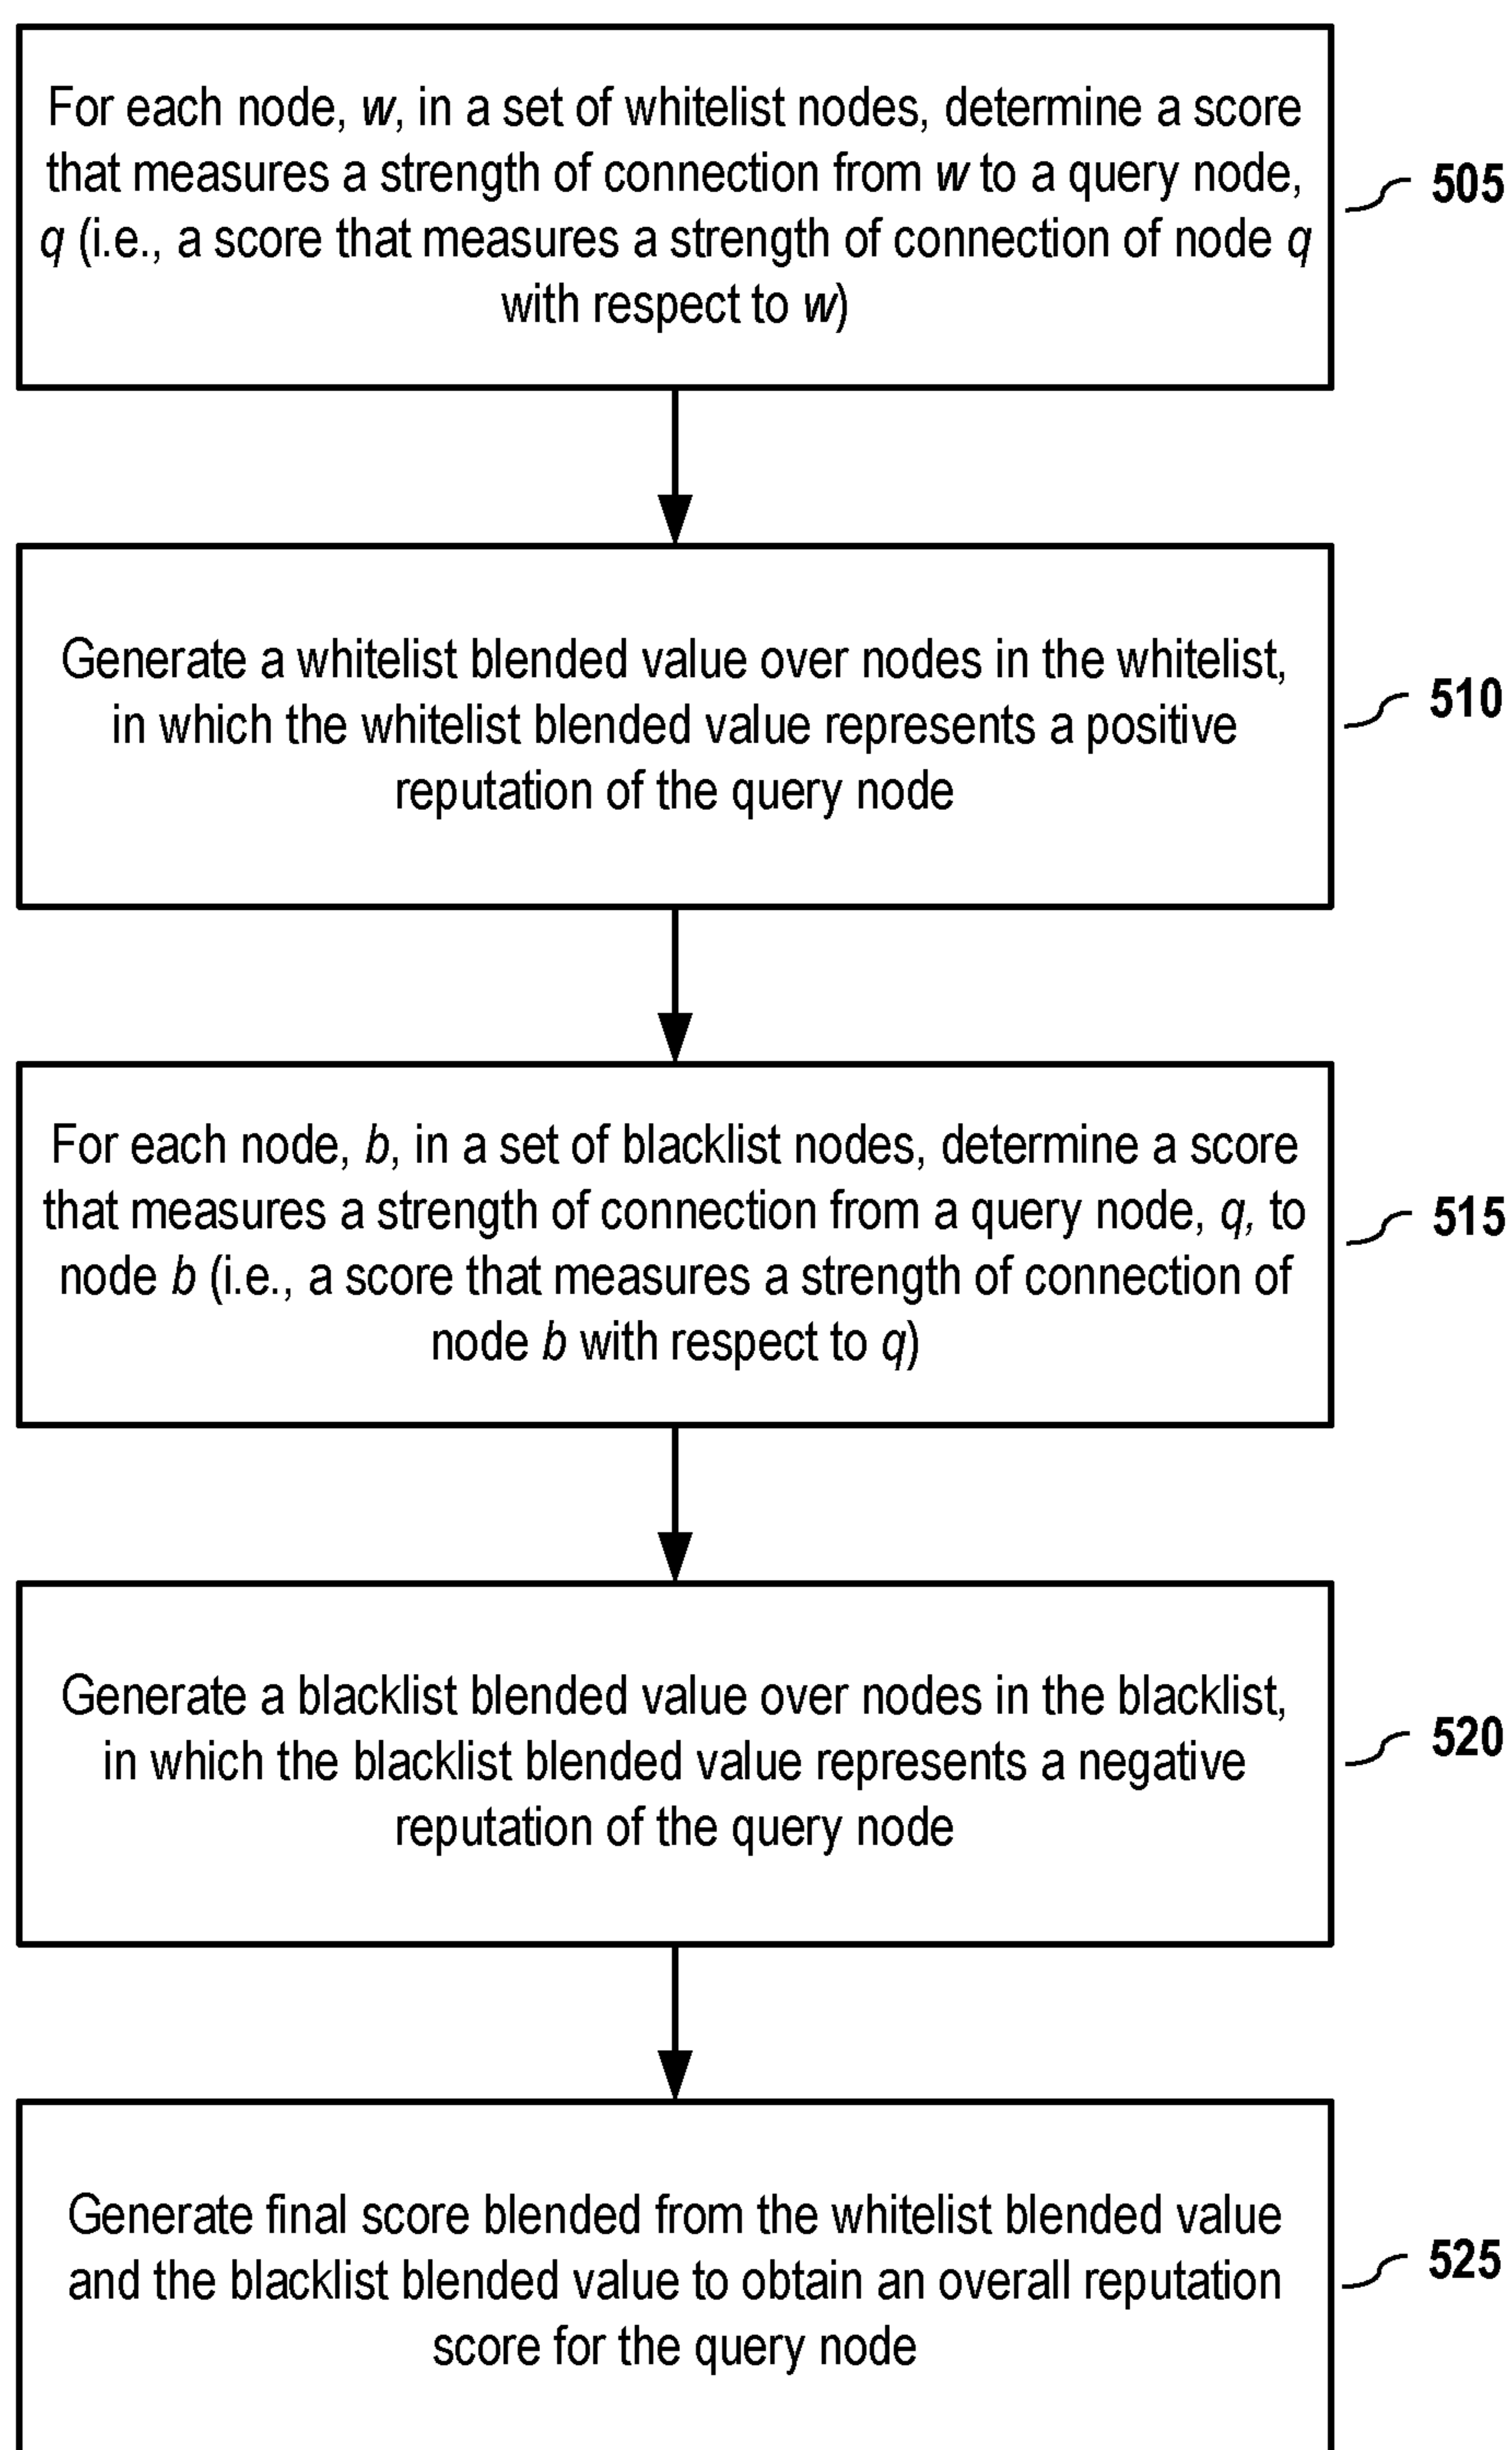 For each node, w, in a set of whitelist nodes, determine a score
that measures a strength of connection from w to a query node,
q (i.e., a score that measures a strength of connection of node q
with respect to w)
505
Generate a whitelist blended value over nodes in the whitelist,
in which the whitelist blended value represents a positive
reputation of the query node
510
For each node, b, in a set of blacklist nodes, determine a score
that measures a strength of connection from a query node, q, to
node b (i.e., a score that measures a strength of connection of
node b with respect to q)
515
Generate a blacklist blended value over nodes in the blacklist,
in which the blacklist blended value represents a negative
reputation of the query node
520
Generate final score blended from the whitelist blended value
and the blacklist blended value to obtain an overall reputation
score for the query node
525